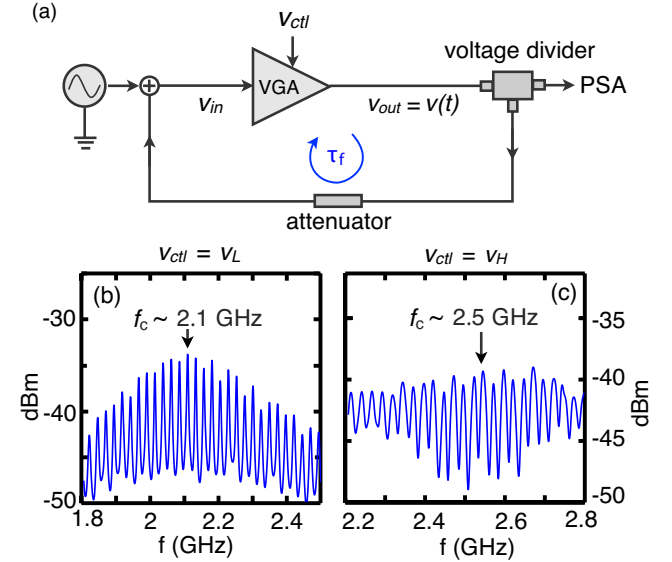 (a)
v_ctl
voltage divider
VGA
PSA
v_in
v_out = v(t)
τ_f
attenuator
v_ctl = v_L
v_ctl = v_H
(b)
(c)
f_c ~ 2.1 GHz
f_c ~ 2.5 GHz
-30
-40
-50
dBm
-35
-40
-45
-50
dBm
1.8 2 2.2 2.4
2.2 2.4 2.6 2.8
f (GHz)
f (GHz)